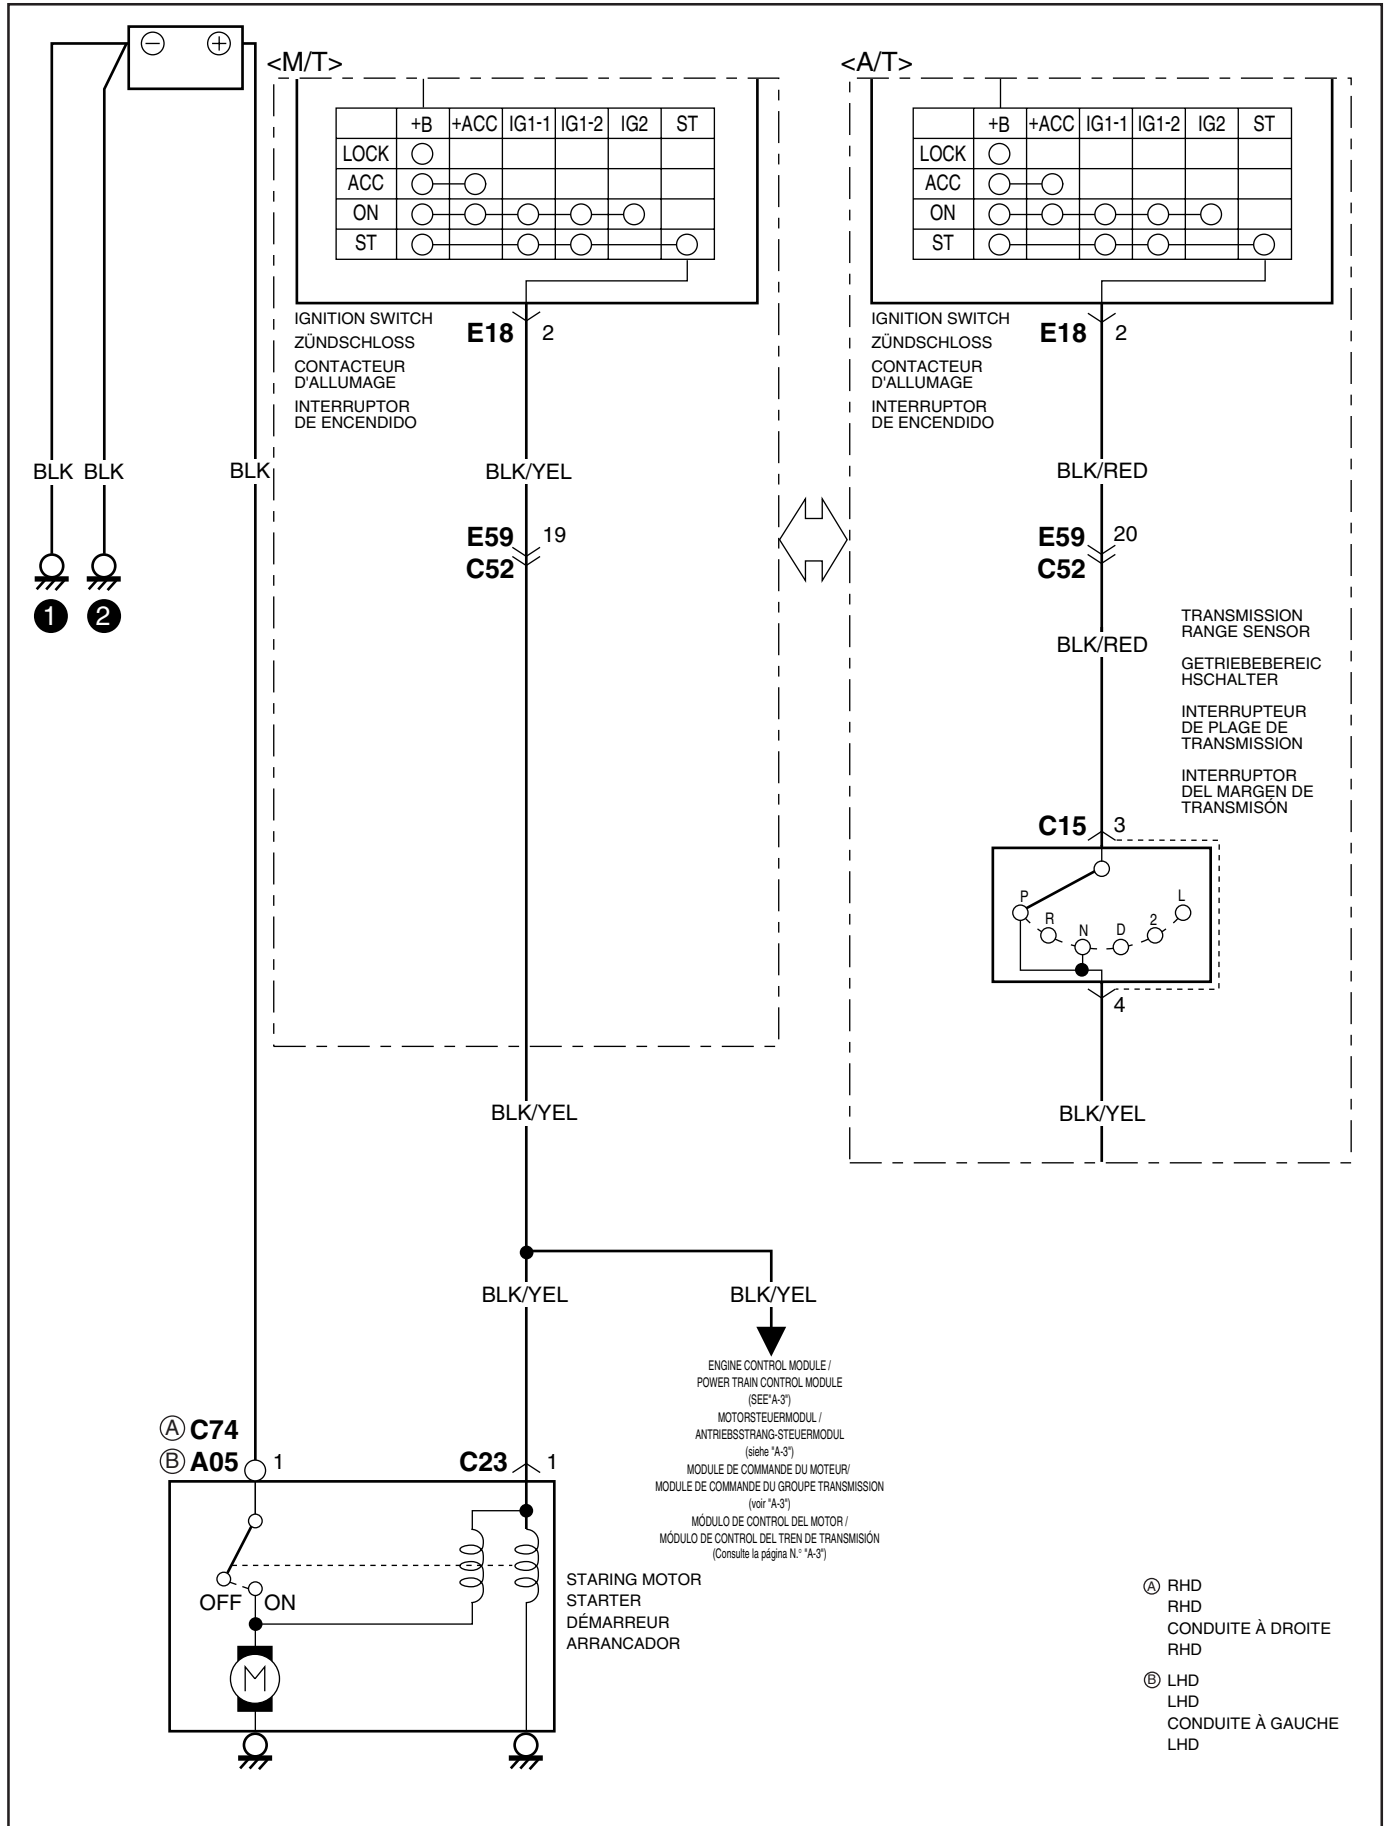 − +
<M/T>
+B +ACC IG1-1 IG1-2 IG2 ST
LOCK
ACC
ON
ST
IGNITION SWITCH
ZÜNDSCHLOSS
CONTACTEUR
D'ALLUMAGE
INTERRUPTOR
DE ENCENDIDO
E18 2
<A/T>
+B +ACC IG1-1 IG1-2 IG2 ST
LOCK
ACC
ON
ST
IGNITION SWITCH
ZÜNDSCHLOSS
CONTACTEUR
D'ALLUMAGE
INTERRUPTOR
DE ENCENDIDO
E18 2
BLK BLK BLK BLK/YEL BLK/RED
E59 19
C52
E59 20
C52
1 2
BLK/RED
TRANSMISSION
RANGE SENSOR
GETRIEBEBEREIC
HSCHALTER
INTERRUPTEUR
DE PLAGE DE
TRANSMISSION
INTERRUPTOR
DEL MARGEN DE
TRANSMISÓN
C15 3
P R N D 2 L
4
BLK/YEL BLK/YEL
BLK/YEL BLK/YEL
ENGINE CONTROL MODULE /
POWER TRAIN CONTROL MODULE
(SEE"A-3")
MOTORSTEUERMODUL /
ANTRIEBSSTRANG-STEUERMODUL
(siehe "A-3")
MODULE DE COMMANDE DU MOTEUR/
MODULE DE COMMANDE DU GROUPE TRANSMISSION
(voir "A-3")
MÓDULO DE CONTROL DEL MOTOR /
MÓDULO DE CONTROL DEL TREN DE TRANSMISIÓN
(Consulte la página N.° "A-3")
Ⓐ C74
Ⓑ A05 1
C23 1
OFF ON
M
STARING MOTOR
STARTER
DÉMARREUR
ARRANCADOR
Ⓐ RHD
RHD
CONDUITE À DROITE
RHD
Ⓑ LHD
LHD
CONDUITE À GAUCHE
LHD